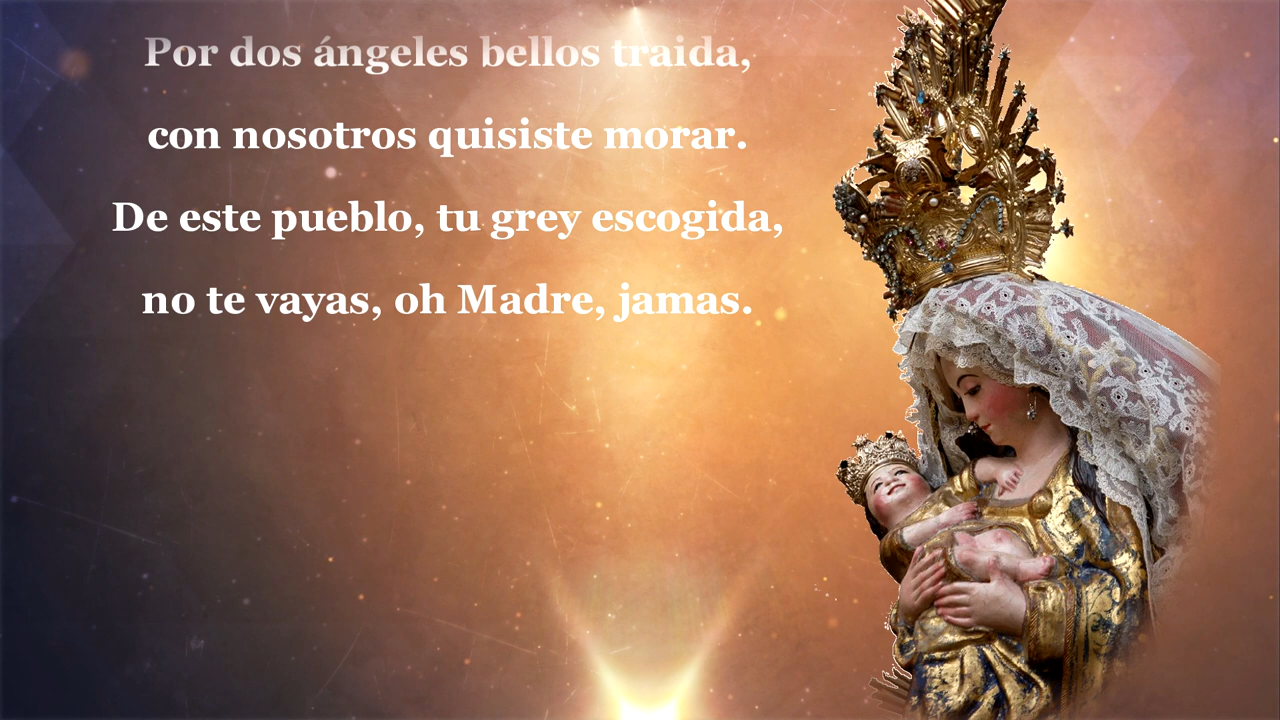 Por dos ángeles bellos traida,
con nosotros quisiste morar.
De este pueblo, tu grey escogida,
no te vayas, oh Madre, jamas.